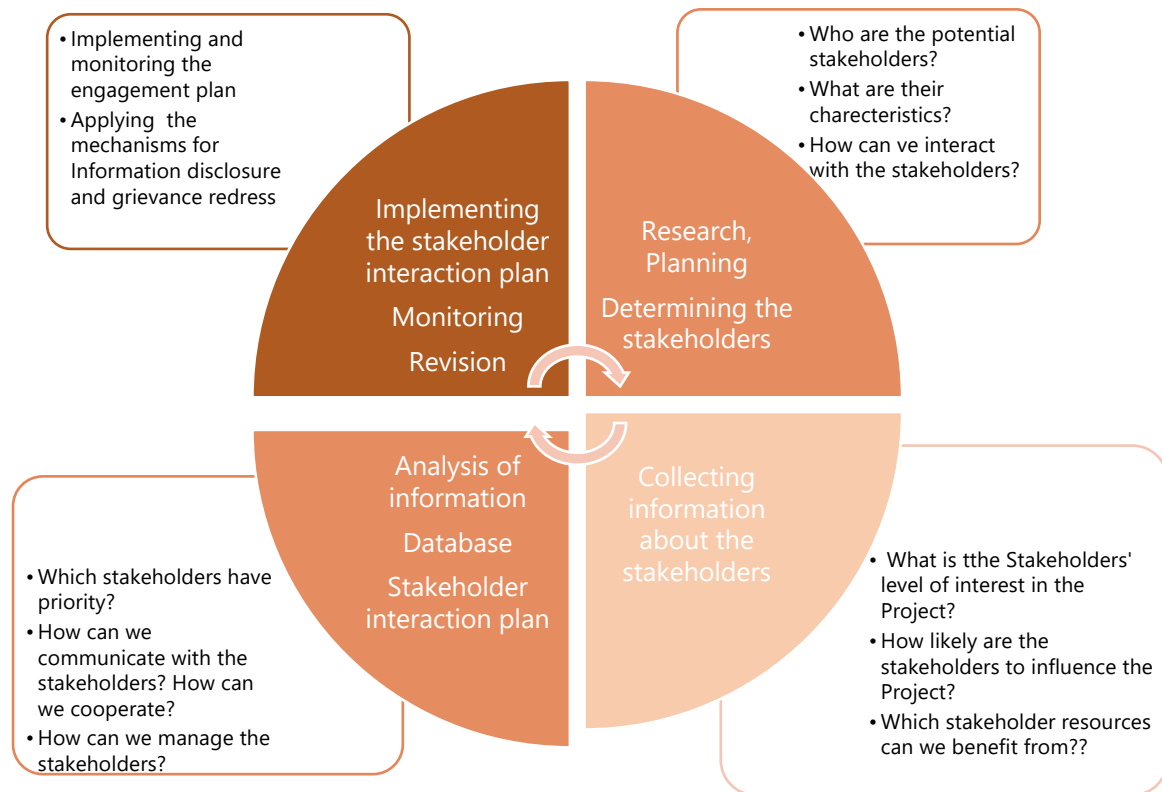 • Implementing and
monitoring the
engagement plan
• Applying the
mechanisms for
Information disclosure
and grievance redress
• Who are the potential
stakeholders?
• What are their
charecteristics?
• How can ve interact
with the stakeholders?
Implementing
the stakeholder
interaction plan
Monitoring
Revision
Research,
Planning
Determining the
stakeholders
Analysis of
information
Database
Stakeholder
interaction plan
Collecting
information
about the
stakeholders
• Which stakeholders have
priority?
• How can we
communicate with the
stakeholders? How can
we cooperate?
• How can we manage the
stakeholders?
• What is tthe Stakeholders'
level of interest in the
Project?
• How likely are the
stakeholders to influence the
Project?
• Which stakeholder resources
can we benefit from??